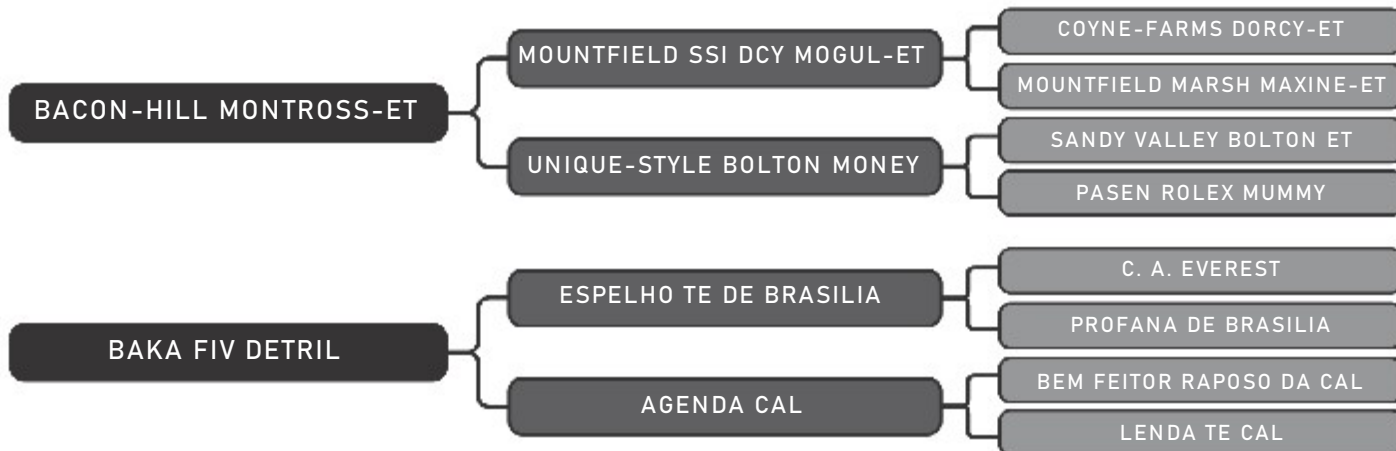 COYNE-FARMS DORCY-ET
MOUNTFIELD SSI DCY MOGUL-ET
MOUNTFIELD MARSH MAXINE-ET
BACON-HILL MONTROSS-ET
SANDY VALLEY BOLTON ET
UNIQUE-STYLE BOLTON MONEY
PASEN ROLEX MUMMY
C. A. EVEREST
ESPELHO TE DE BRASILIA
PROFANA DE BRASILIA
BAKA FIV DETRIL
BEM FEITOR RAPOSO DA CAL
AGENDA CAL
LENDA TE CAL